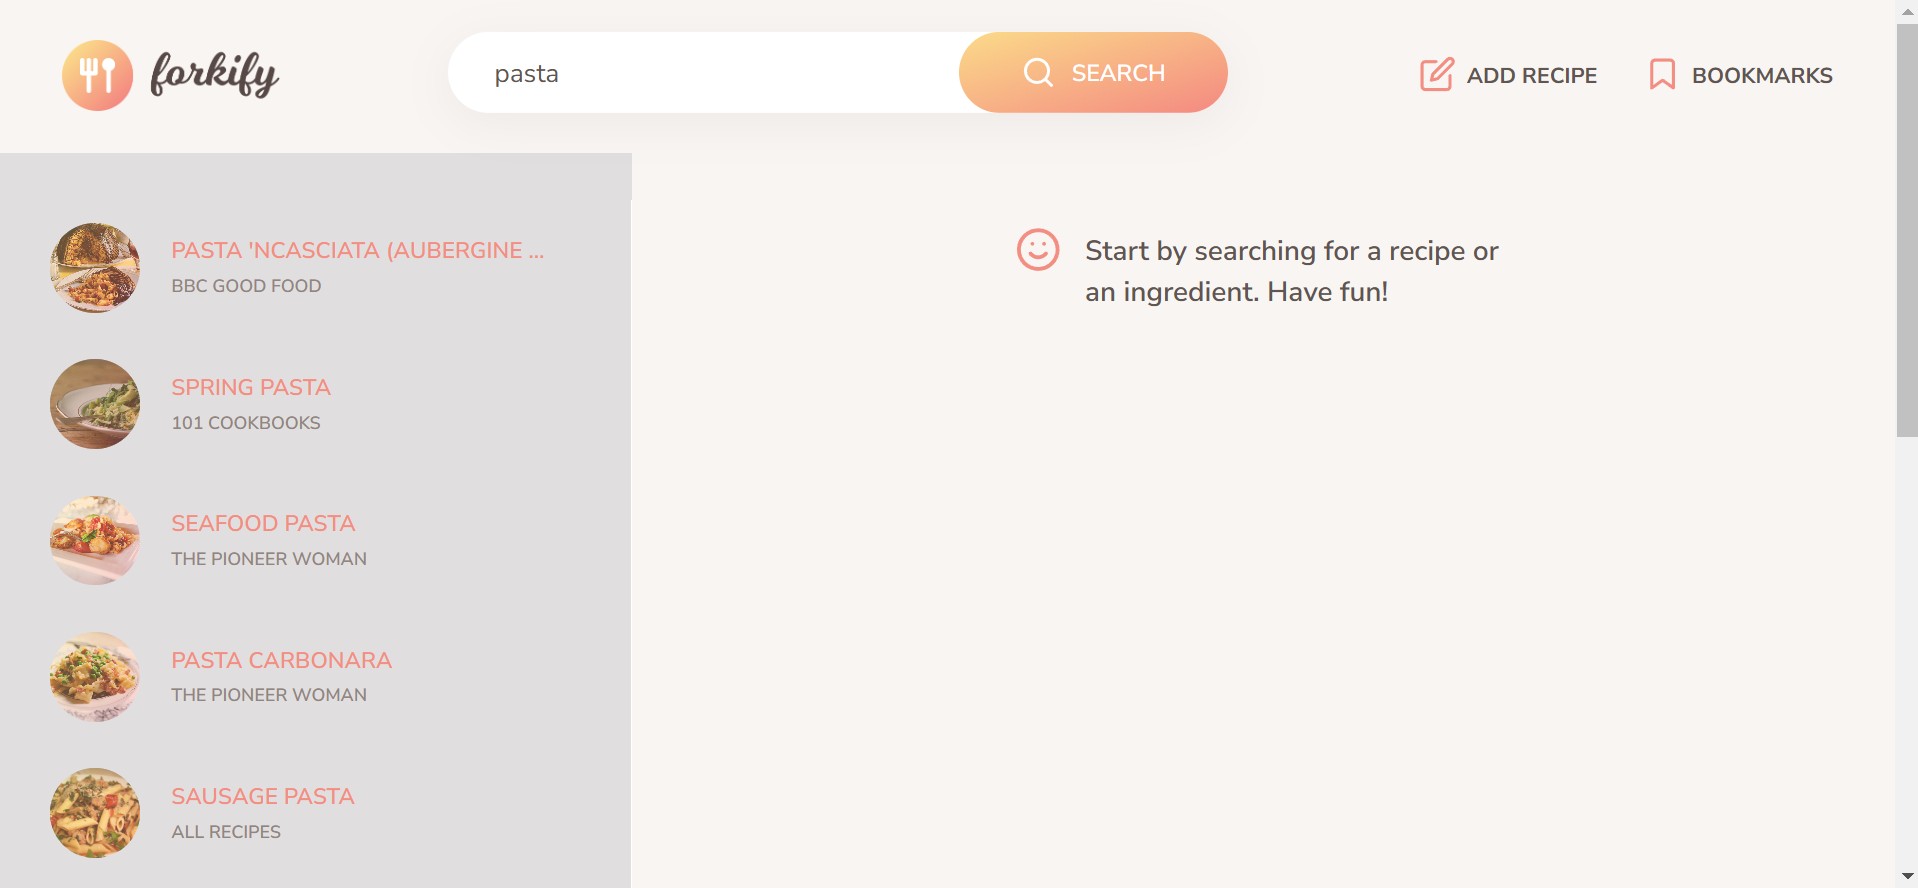 forkify
pasta
SEARCH
ADD RECIPE
BOOKMARKS
PASTA 'NCASCIATA (AUBERGINE ...
BBC GOOD FOOD
SPRING PASTA
101 COOKBOOKS
SEAFOOD PASTA
THE PIONEER WOMAN
PASTA CARBONARA
THE PIONEER WOMAN
SAUSAGE PASTA
ALL RECIPES
Start by searching for a recipe or
an ingredient. Have fun!